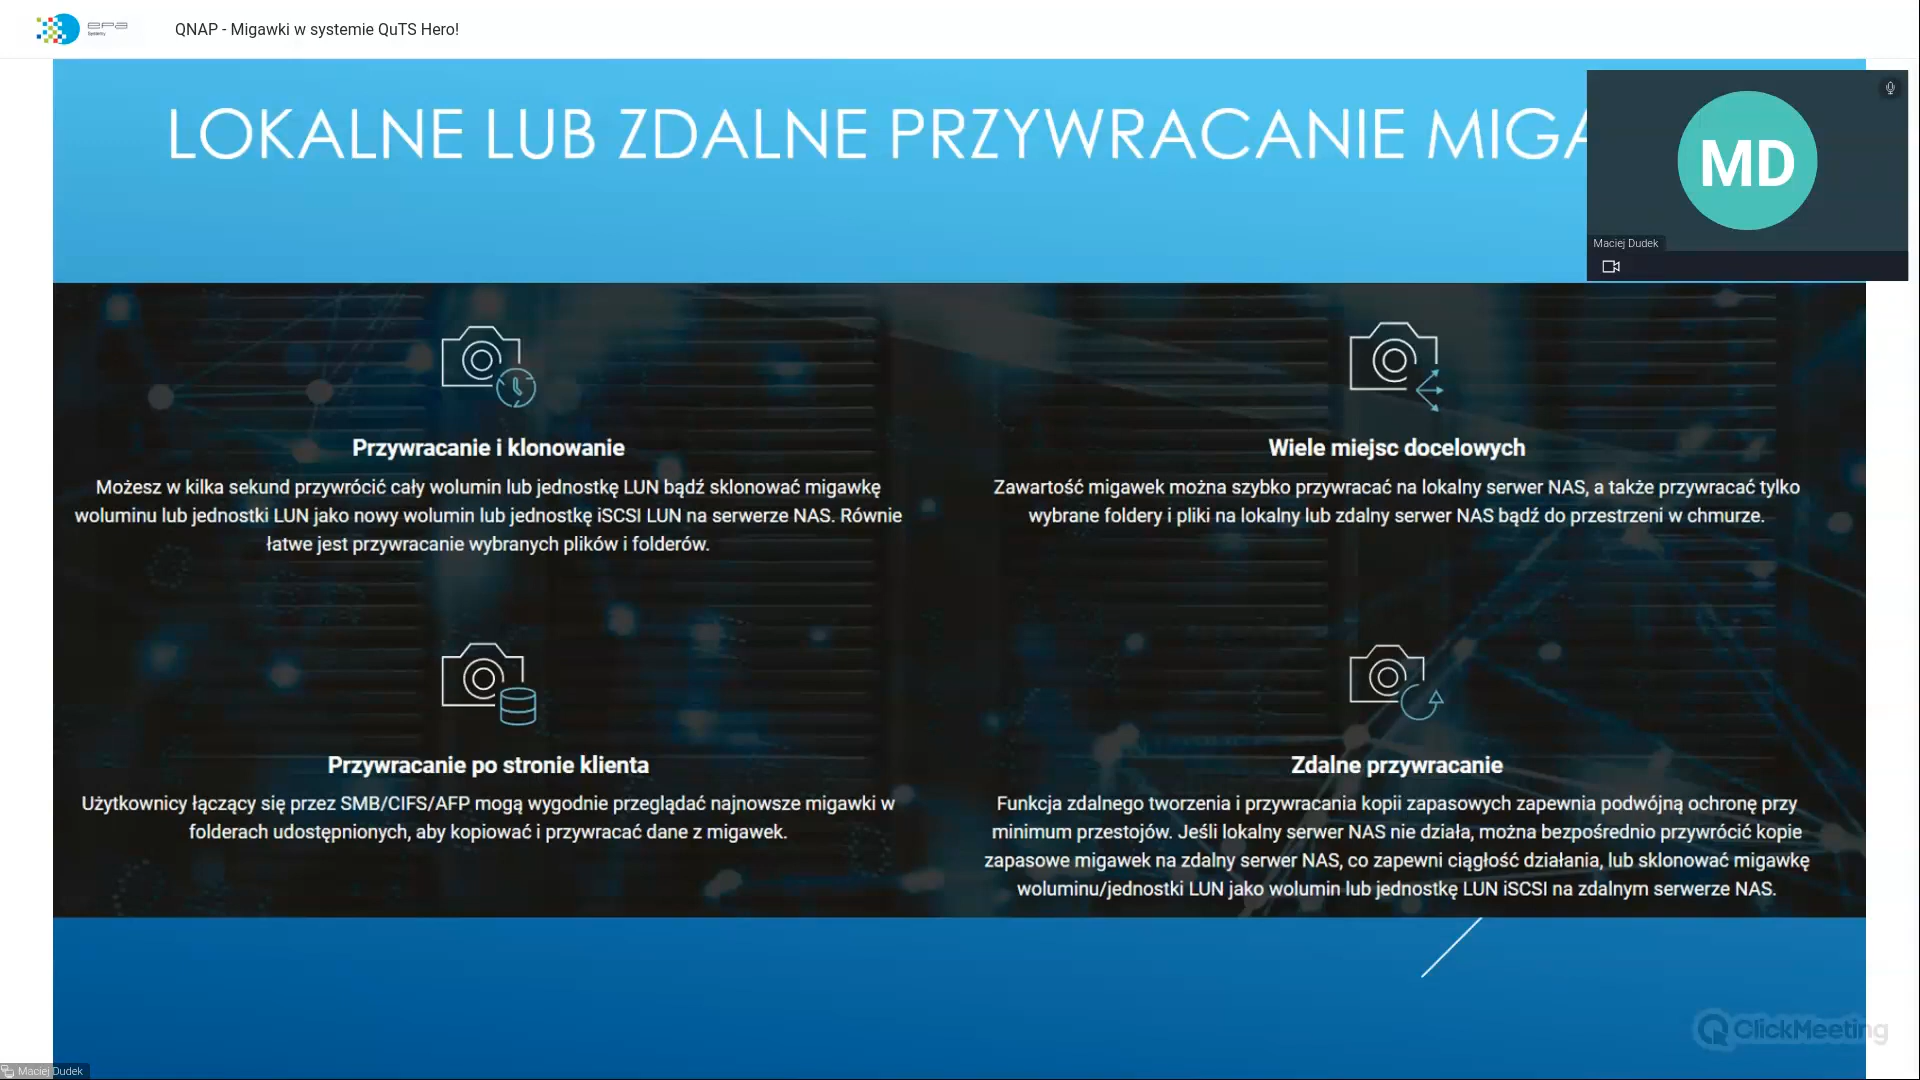 epa
Systemy
QNAP - Migawki w systemie QuTS Hero!
LOKALNE LUB ZDALNE PRZYWRACANIE MIGA
MD
Maciej Dudek
Przywracanie i klonowanie
Możesz w kilka sekund przywrócić cały wolumin lub jednostkę LUN bądź sklonować migawkę
woluminu lub jednostki LUN jako nowy wolumin lub jednostkę iSCSI LUN na serwerze NAS. Równie
łatwe jest przywracanie wybranych plików i folderów.
Wiele miejsc docelowych
Zawartość migawek można szybko przywracać na lokalny serwer NAS, a także przywracać tylko
wybrane foldery i pliki na lokalny lub zdalny serwer NAS bądź do przestrzeni w chmurze.
Przywracanie po stronie klienta
Użytkownicy łączący się przez SMB/CIFS/AFP mogą wygodnie przeglądać najnowsze migawki w
folderach udostępnionych, aby kopiować i przywracać dane z migawek.
Zdalne przywracanie
Funkcja zdalnego tworzenia i przywracania kopii zapasowych zapewnia podwójną ochronę przy
minimum przestojów. Jeśli lokalny serwer NAS nie działa, można bezpośrednio przywrócić kopie
zapasowe migawek na zdalny serwer NAS, co zapewni ciągłość działania, lub sklonować migawkę
woluminu/jednostki LUN jako wolumin lub jednostkę LUN iSCSI na zdalnym serwerze NAS.
ClickMeeting
Maciej Dudek